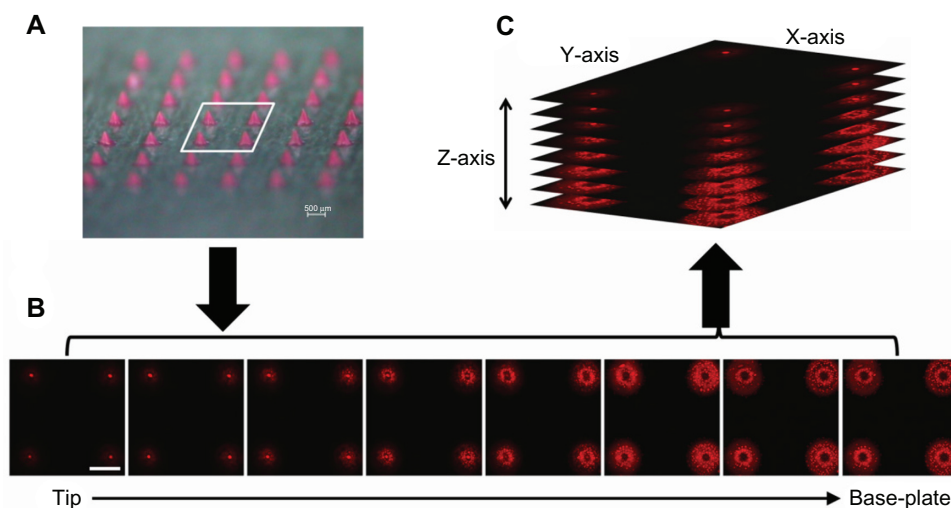 A
500 µm
C
Y-axis
X-axis
Z-axis
B
Tip
Base-plate